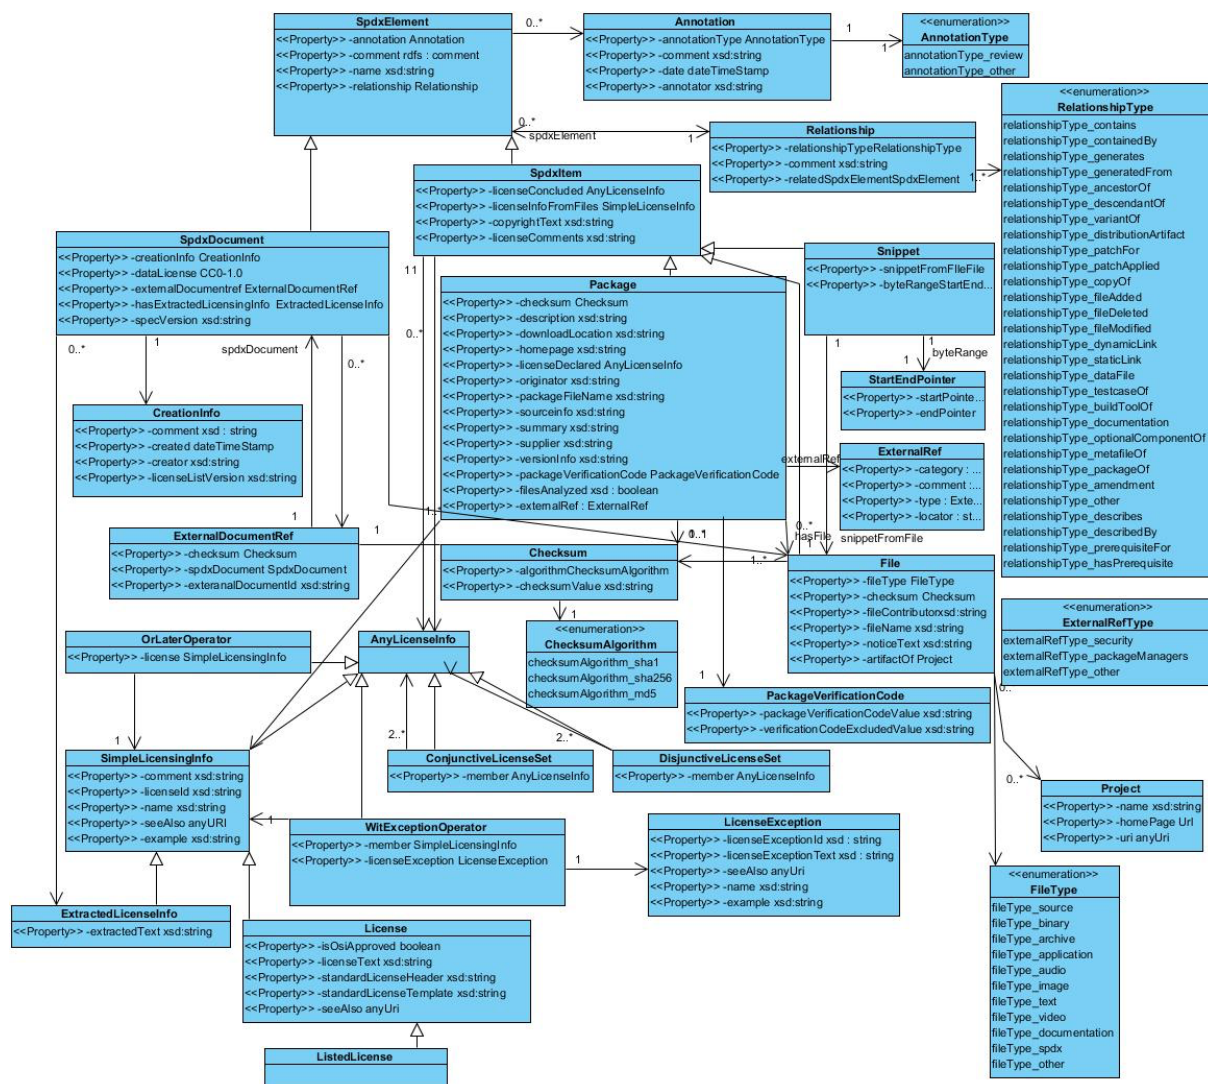 SpdxElement
<<Property>> -annotation Annotation
<<Property>> -comment rdfs : comment
<<Property>> -name xsd:string
<<Property>> -relationship Relationship
0..*
Annotation
<<Property>> -annotationType AnnotationType
<<Property>> -comment xsd:string
<<Property>> -date dateTimeStamp
<<Property>> -annotator xsd:string
1
1
<<enumeration>>
AnnotationType
annotationType_review
annotationType_other
0..*
spdxElement
1
Relationship
<<Property>> -relationshipTypeRelationshipType
<<Property>> -comment xsd:string
<<Property>> -relatedSpdxElementSpdxElement
1..*
<<enumeration>>
RelationshipType
relationshipType_contains
relationshipType_containedBy
relationshipType_generates
relationshipType_generatedFrom
relationshipType_ancestorOf
relationshipType_descendantOf
relationshipType_variantOf
relationshipType_distributionArtifact
relationshipType_patchFor
relationshipType_patchApplied
relationshipType_copyOf
relationshipType_fileAdded
relationshipType_fileDeleted
relationshipType_fileModified
relationshipType_dynamicLink
relationshipType_staticLink
relationshipType_dataFile
relationshipType_testcaseOf
relationshipType_buildToolOf
relationshipType_documentation
relationshipType_optionalComponentOf
relationshipType_metafileOf
relationshipType_packageOf
relationshipType_amendment
relationshipType_other
relationshipType_describes
relationshipType_describedBy
relationshipType_prerequisiteFor
relationshipType_hasPrerequisite
SpdxItem
<<Property>> -licenseConcluded AnyLicenseInfo
<<Property>> -licenseInfoFromFiles SimpleLicenseInfo
<<Property>> -copyrightText xsd:string
<<Property>> -licenseComments xsd:string
11
0..*
SpdxDocument
<<Property>> -creationInfo CreationInfo
<<Property>> -dataLicense CC0-1.0
<<Property>> -externalDocumentref ExternalDocumentRef
<<Property>> -hasExtractedLicensingInfo ExtractedLicenseInfo
<<Property>> -specVersion xsd:string
0..*
1
spdxDocument
0..*
Package
<<Property>> -checksum Checksum
<<Property>> -description xsd:string
<<Property>> -downloadLocation xsd:string
<<Property>> -homepage xsd:string
<<Property>> -licenseDeclared AnyLicenseInfo
<<Property>> -originator xsd:string
<<Property>> -packageFileName xsd:string
<<Property>> -sourceinfo xsd:string
<<Property>> -summary xsd:string
<<Property>> -supplier xsd:string
<<Property>> -versionInfo xsd:string
<<Property>> -packageVerificationCode PackageVerificationCode
<<Property>> -filesAnalyzed xsd : boolean
<<Property>> -externalRef : ExternalRef
Snippet
<<Property>> -snippetFromFIleFile
<<Property>> -byteRangeStartEnd...
1
1
1
byteRange
StartEndPointer
<<Property>> -startPointe...
<<Property>> -endPointer
externalRef
ExternalRef
<<Property>> -category : ...
<<Property>> -comment :...
<<Property>> -type : Exte...
<<Property>> -locator : st...
CreationInfo
<<Property>> -comment xsd : string
<<Property>> -created dateTimeStamp
<<Property>> -creator xsd:string
<<Property>> -licenseListVersion xsd:string
1
1
1
1..*
ExternalDocumentRef
<<Property>> -checksum Checksum
<<Property>> -spdxDocument SpdxDocument
<<Property>> -exteranalDocumentId xsd:string
Checksum
<<Property>> -algorithmChecksumAlgorithm
<<Property>> -checksumValue xsd:string
1..*
0..*
hasFile
1
snippetFromFile
File
<<Property>> -fileType FileType
<<Property>> -checksum Checksum
<<Property>> -fileContributorxsd:string
<<Property>> -fileName xsd:string
<<Property>> -noticeText xsd:string
<<Property>> -artifactOf Project
1
<<enumeration>>
ChecksumAlgorithm
checksumAlgorithm_sha1
checksumAlgorithm_sha256
checksumAlgorithm_md5
<<enumeration>>
ExternalRefType
externalRefType_security
externalRefType_packageManagers
externalRefType_other
OrLaterOperator
<<Property>> -license SimpleLicensingInfo
1 1
AnyLicenseInfo
1
PackageVerificationCode
<<Property>> -packageVerificationCodeValue xsd:string
<<Property>> -verificationCodeExcludedValue xsd:string
0..
1
2..*
2..*
SimpleLicensingInfo
<<Property>> -comment xsd:string
<<Property>> -licenseId xsd:string
<<Property>> -name xsd:string
<<Property>> -seeAlso anyURI
<<Property>> -example xsd:string
ConjunctiveLicenseSet
<<Property>> -member AnyLicenseInfo
DisjunctiveLicenseSet
<<Property>> -member AnyLicenseInfo
0..*
Project
<<Property>> -name xsd:string
<<Property>> -homePage Url
<<Property>> -uri anyUri
1
WitExceptionOperator
<<Property>> -member SimpleLicensingInfo
<<Property>> -licenseException LicenseException
1
LicenseException
<<Property>> -licenseExceptionId xsd : string
<<Property>> -licenseExceptionText xsd : string
<<Property>> -seeAlso anyUri
<<Property>> -name xsd:string
<<Property>> -example xsd:string
<<enumeration>>
FileType
fileType_source
fileType_binary
fileType_archive
fileType_application
fileType_audio
fileType_image
fileType_text
fileType_video
fileType_documentation
fileType_spdx
fileType_other
ExtractedLicenseInfo
<<Property>> -extractedText xsd:string
License
<<Property>> -isOsiApproved boolean
<<Property>> -licenseText xsd:string
<<Property>> -standardLicenseHeader xsd:string
<<Property>> -standardLicenseTemplate xsd:string
<<Property>> -seeAlso anyUri
ListedLicense